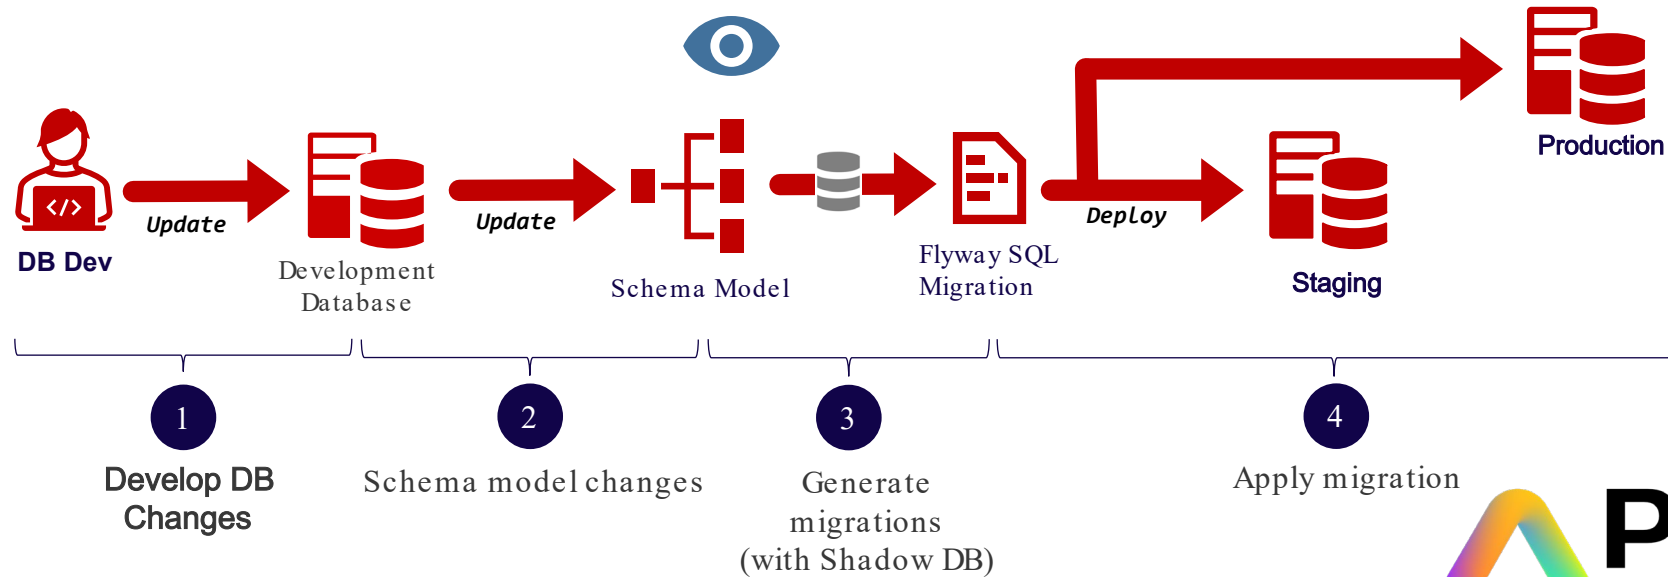 Production
</>
Update
Update
Deploy
DB Dev
Development
Database
Schema Model
Flyway SQL
Migration
Staging
1
2
3
4
Develop DB
Changes
Schema model changes
Generate
migrations
(with Shadow DB)
Apply migration
P